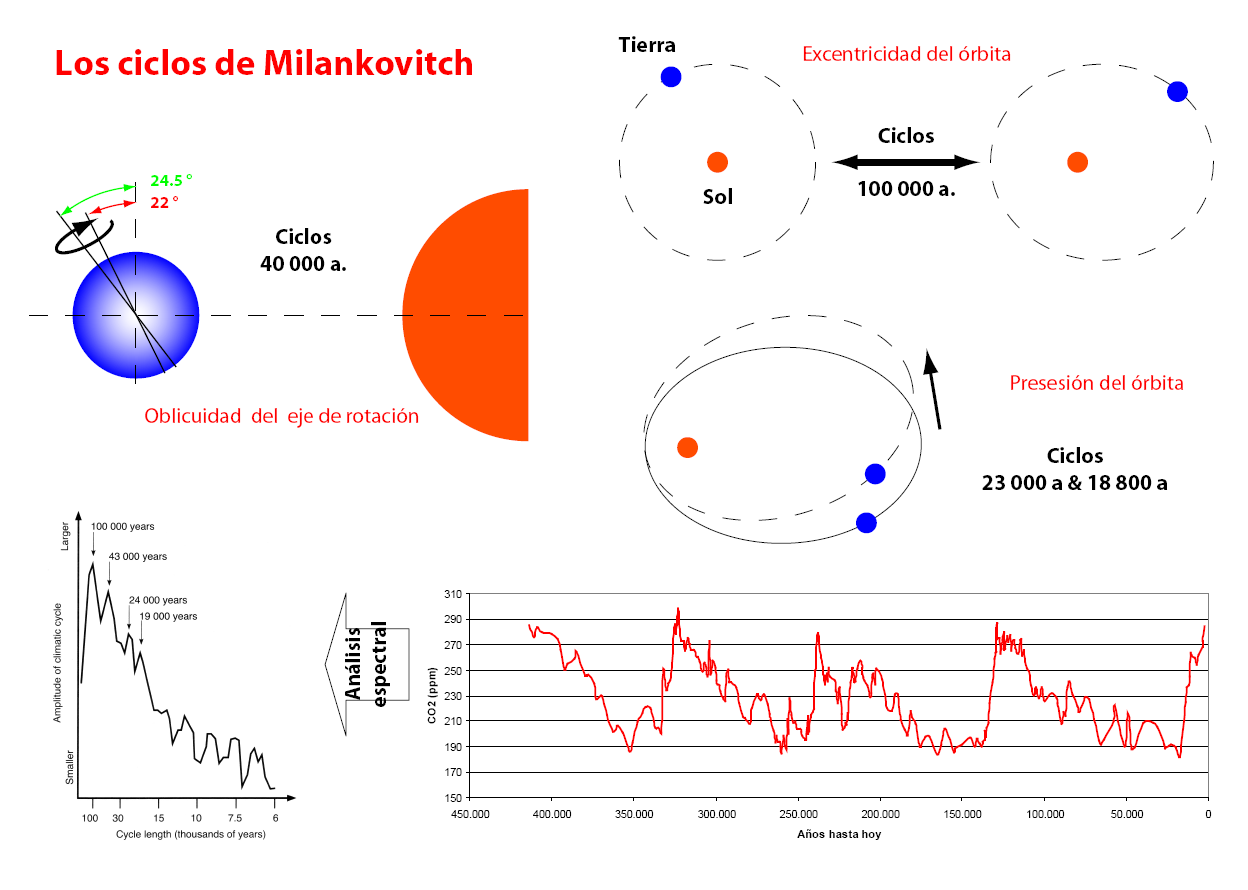 Los ciclos de Milankovitch
24.5 °
22 °
Ciclos
40 000 a.
Oblicuidad del eje de rotación
Tierra
Excentricidad del órbita
Ciclos
100 000 a.
Sol
Presesión del órbita
Ciclos
23 000 a & 18 800 a
Larger
Amplitude of climatic cycle
Smaller
100 000 years
43 000 years
24 000 years
19 000 years
100 30 15 10 7.5 6
Cycle length (thousands of years)
Análisis
espectral
CO2 (ppm)
310
290
270
250
230
210
190
170
150
450.000 400.000 350.000 300.000 250.000 200.000 150.000 100.000 50.000 0
Años hasta hoy